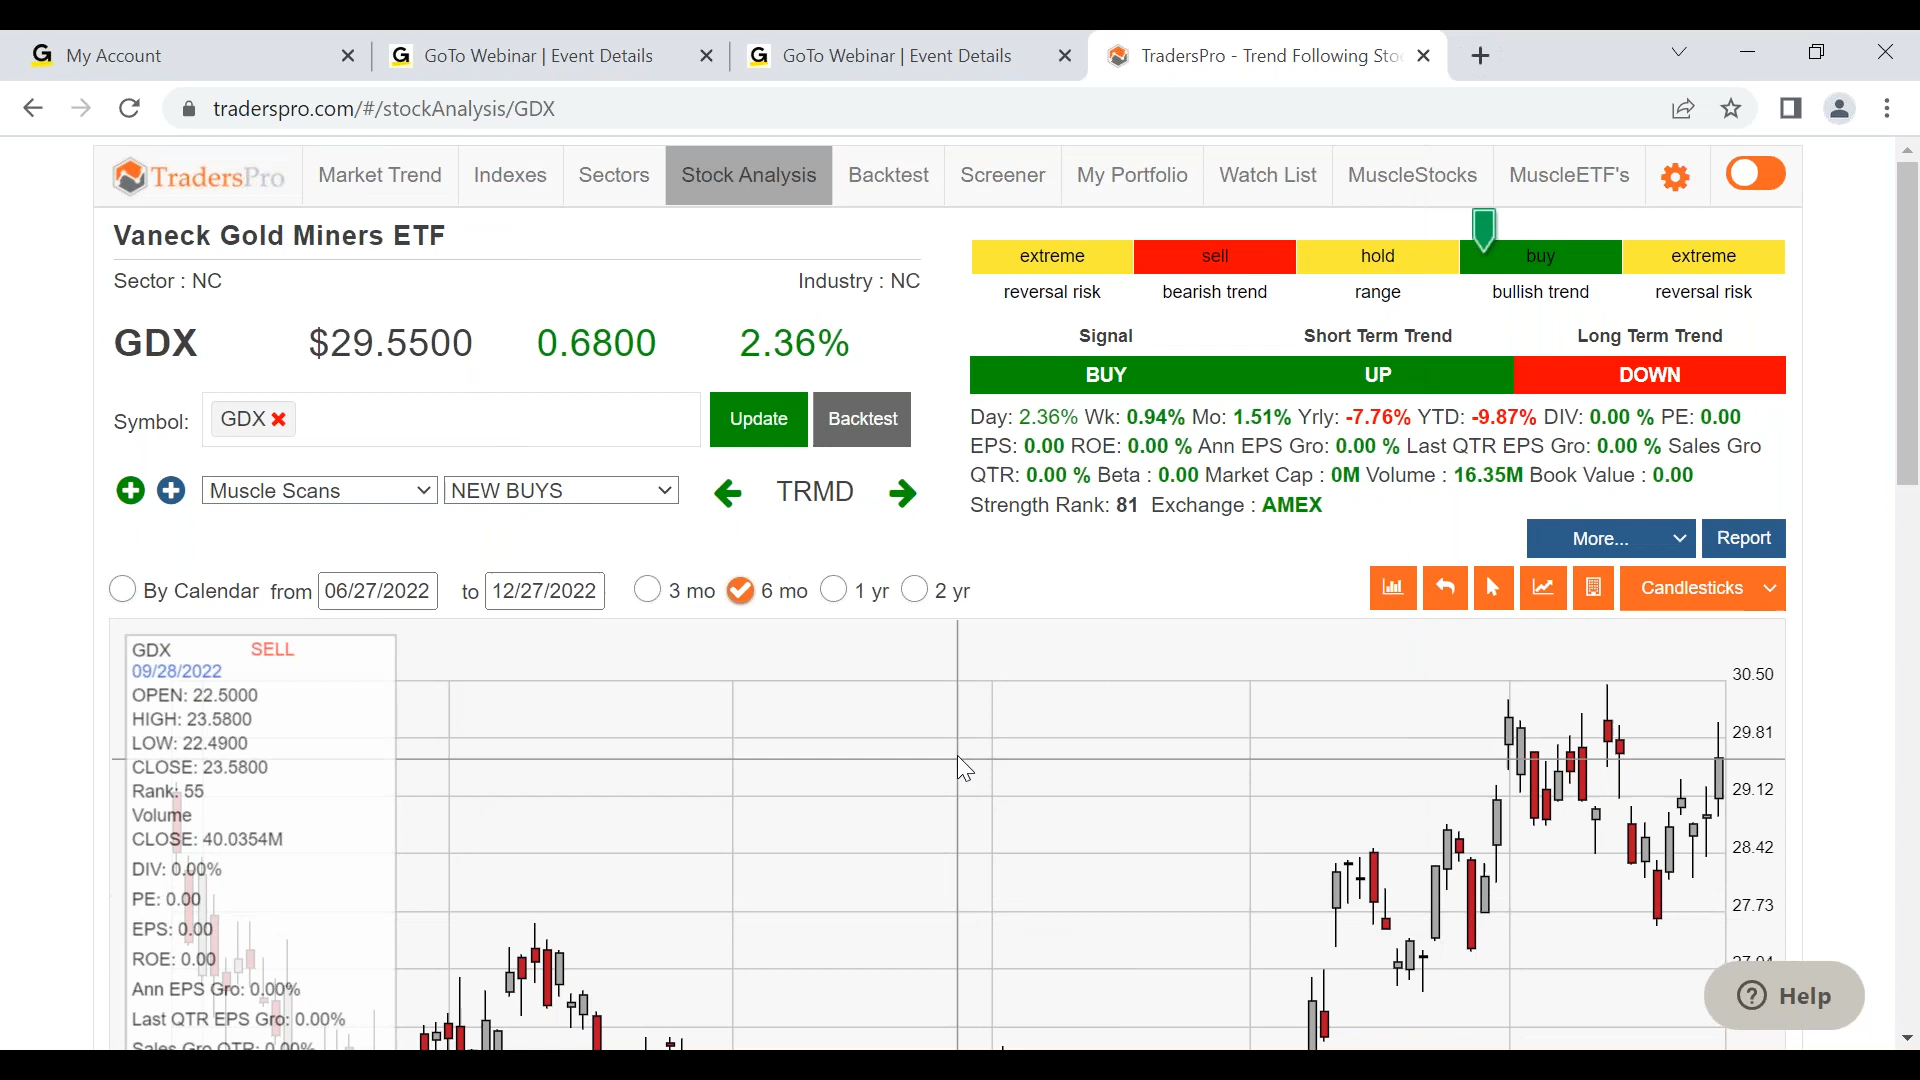 My Account
GoTo Webinar | Event Details
GoTo Webinar | Event Details
TradersPro - Trend Following Sto
traderspro.com/#/stockAnalysis/GDX
TradersPro Market Trend Indexes Sectors Stock Analysis Backtest Screener My Portfolio Watch List MuscleStocks MuscleETF's
Vaneck Gold Miners ETF
Sector : NC Industry : NC
GDX $29.5500 0.6800 2.36%
Symbol: GDX Update Backtest
Muscle Scans NEW BUYS TRMD
extreme sell hold buy extreme
reversal risk bearish trend range bullish trend reversal risk
Signal Short Term Trend Long Term Trend
BUY UP DOWN
Day: 2.36% Wk: 0.94% Mo: 1.51% Yrly: -7.76% YTD: -9.87% DIV: 0.00 % PE: 0.00
EPS: 0.00 ROE: 0.00 % Ann EPS Gro: 0.00 % Last QTR EPS Gro: 0.00 % Sales Gro
QTR: 0.00 % Beta : 0.00 Market Cap : 0M Volume : 16.35M Book Value : 0.00
Strength Rank: 81 Exchange : AMEX
More... Report
By Calendar from 06/27/2022 to 12/27/2022 3 mo 6 mo 1 yr 2 yr Candlesticks
GDX SELL
09/28/2022
OPEN: 22.5000
HIGH: 23.5800
LOW: 22.4900
CLOSE: 23.5800
Rank: 55
Volume
CLOSE: 40.0354M
DIV: 0.00%
PE: 0.00
EPS: 0.00
ROE: 0.00
Ann EPS Gro: 0.00%
Last QTR EPS Gro: 0.00%
Sales Gro QTR: 0.00%
30.50
29.81
29.12
28.42
27.73
27.04
Help